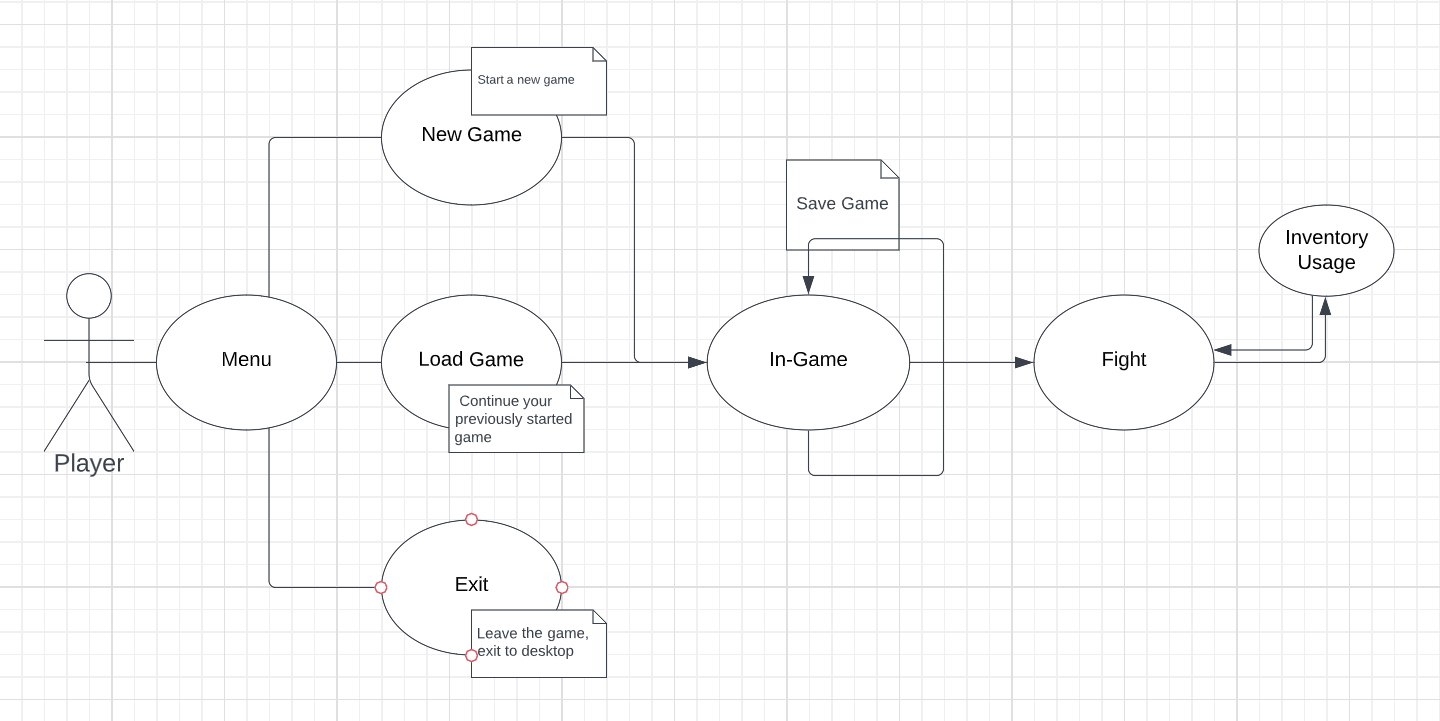 Start a new game
New Game
Save Game
Inventory
Usage
Player
Menu
Load Game
Continue your
previously started
game
In-Game
Fight
Exit
Leave the game,
exit to desktop